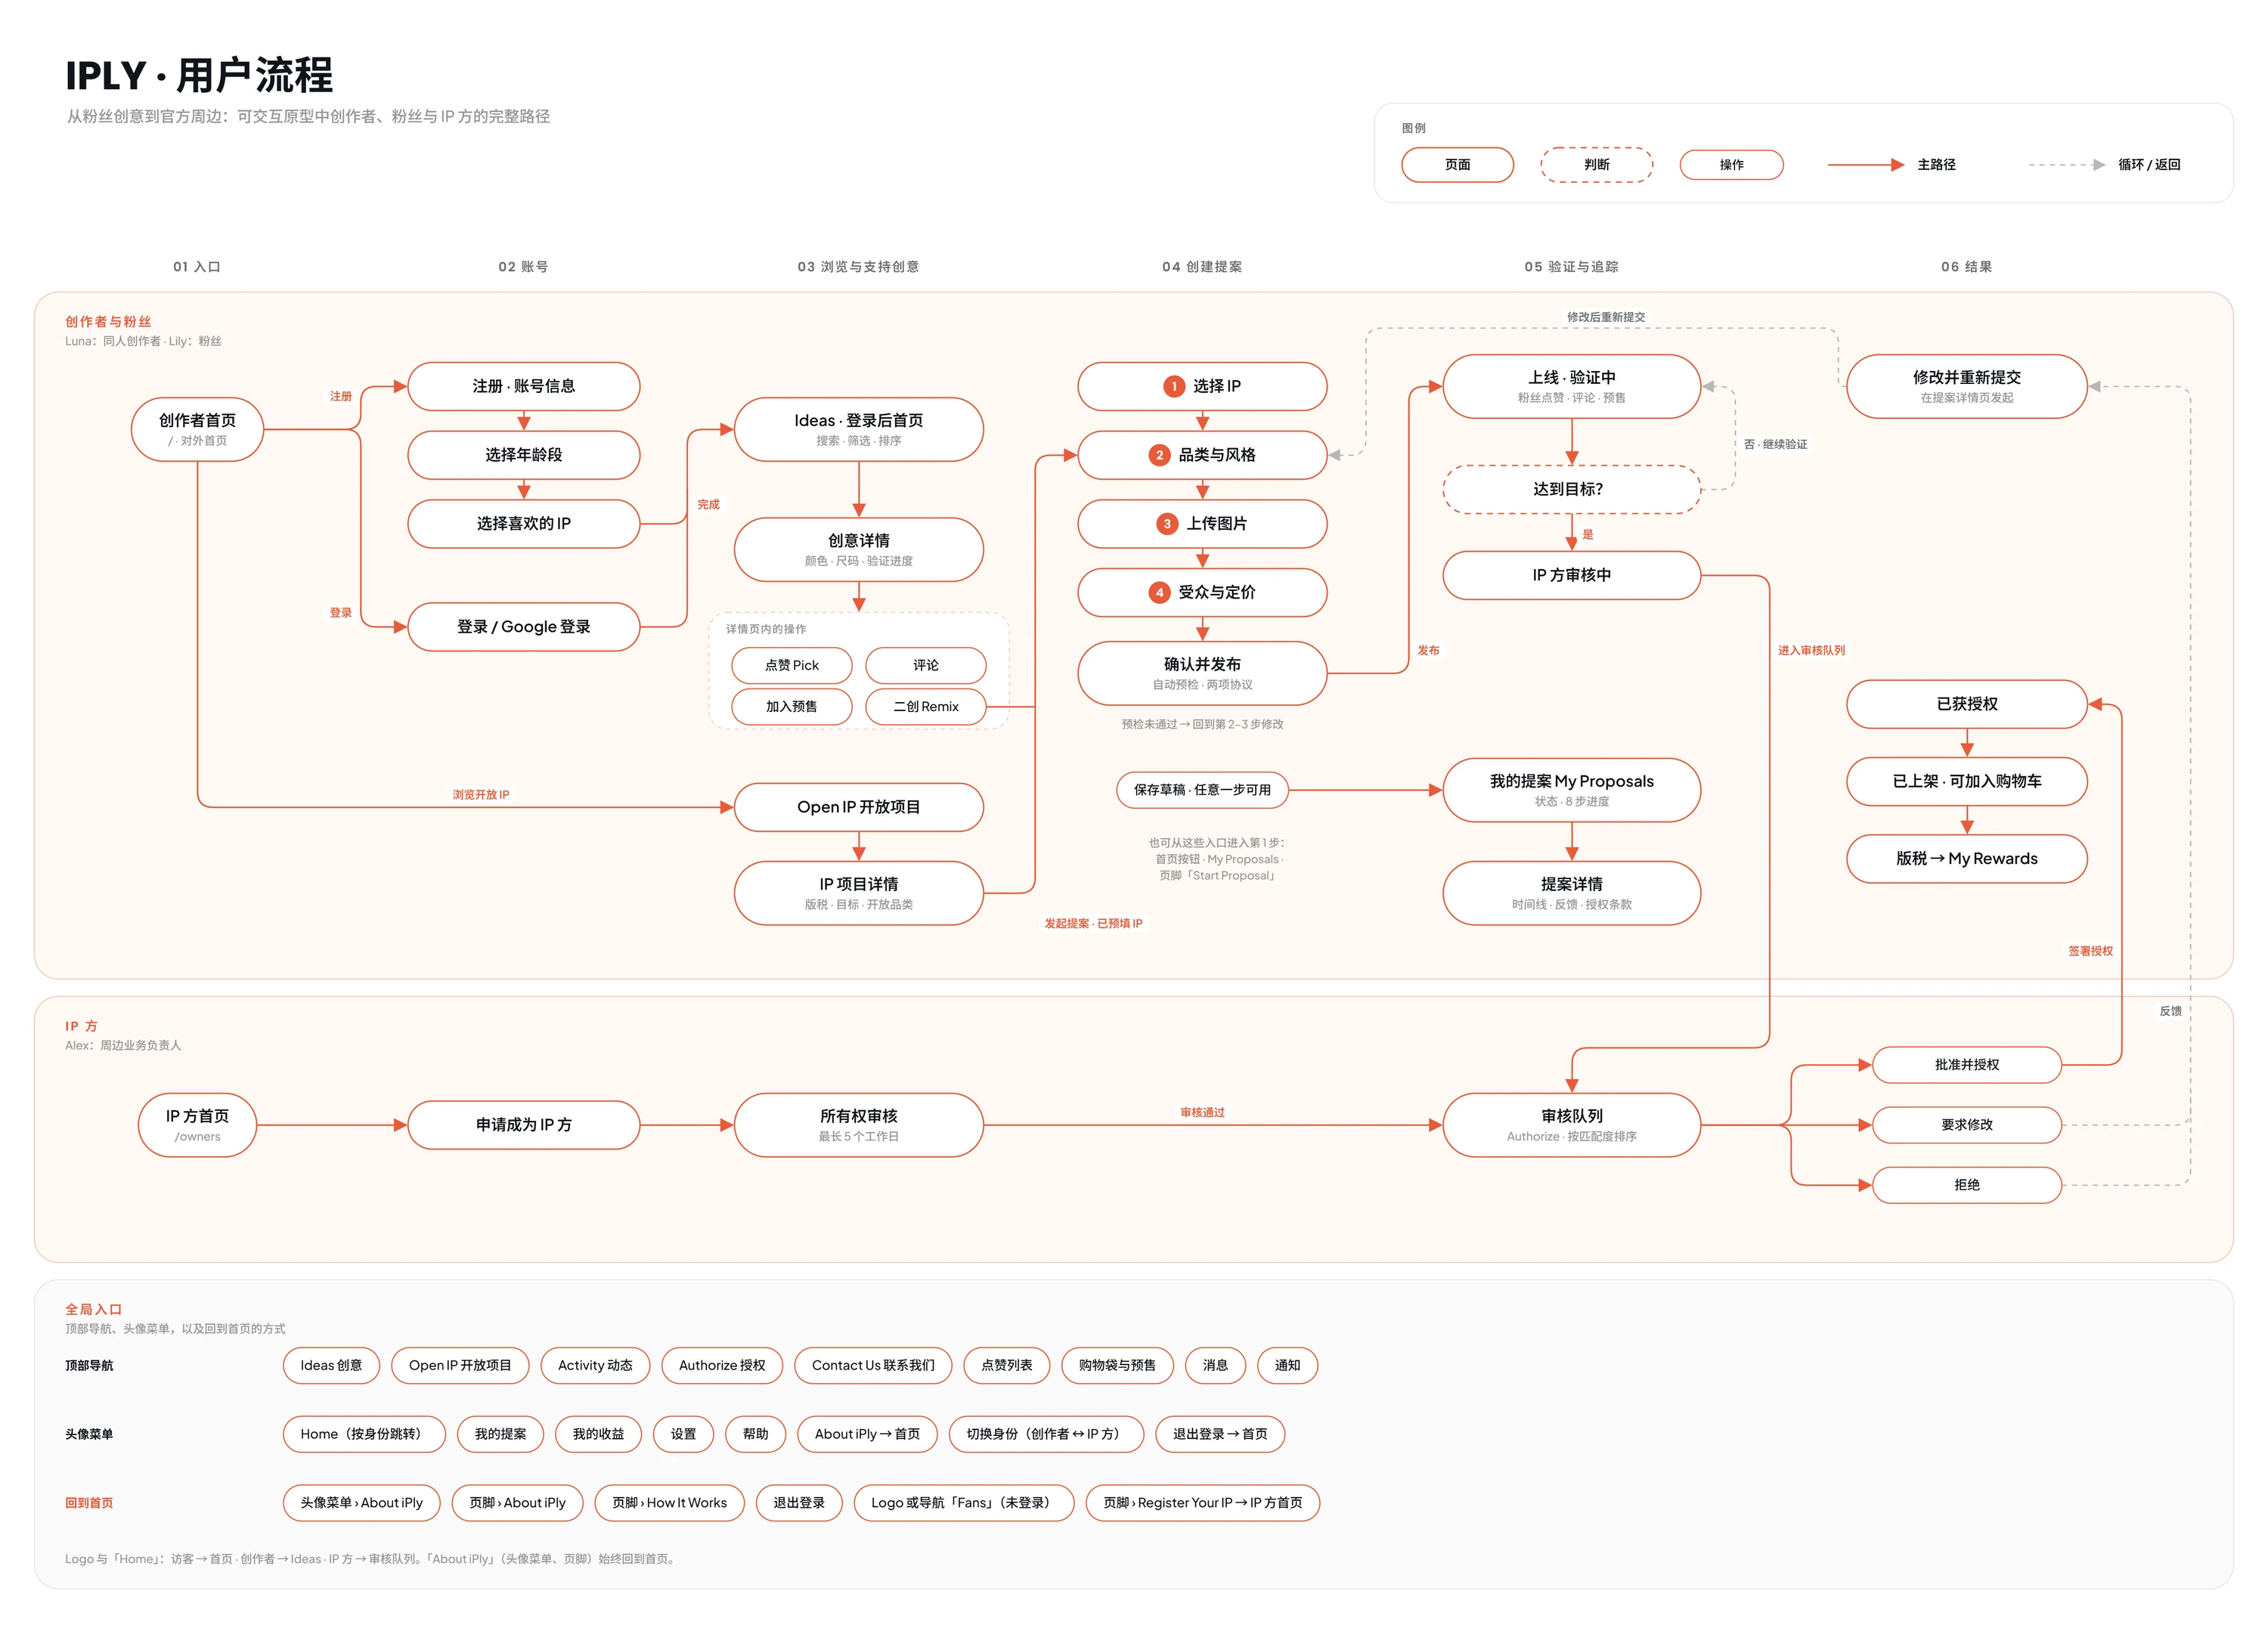 IPLY · 用户流程
从粉丝创意到官方周边：可交互原型中创作者、粉丝与 IP 方的完整路径
图例
页面
判断
操作
主路径
循环 / 返回
01 入口
02 账号
03 浏览与支持创意
04 创建提案
05 验证与追踪
06 结果
创作者与粉丝
Luna：同人创作者 · Lily：粉丝
创作者首页
/ · 对外首页
注册
登录
浏览开放 IP
注册 · 账号信息
选择年龄段
选择喜欢的 IP
登录 / Google 登录
完成
Ideas · 登录后首页
搜索 · 筛选 · 排序
创意详情
颜色 · 尺码 · 验证进度
详情页内的操作
点赞 Pick
评论
加入预售
二创 Remix
Open IP 开放项目
IP 项目详情
版税 · 目标 · 开放品类
发起提案 · 已预填 IP
1 选择 IP
2 品类与风格
3 上传图片
4 受众与定价
确认并发布
自动预检 · 两项协议
预检未通过 → 回到第 2–3 步修改
保存草稿 · 任意一步可用
也可从这些入口进入第 1 步：
首页按钮 · My Proposals ·
页脚「Start Proposal」
发布
修改后重新提交
上线 · 验证中
粉丝点赞 · 评论 · 预售
否 · 继续验证
达到目标？
是
IP 方审核中
进入审核队列
我的提案 My Proposals
状态 · 8 步进度
提案详情
时间线 · 反馈 · 授权条款
修改并重新提交
在提案详情页发起
已获授权
已上架 · 可加入购物车
版税 → My Rewards
签署授权
反馈
IP 方
Alex：周边业务负责人
IP 方首页
/owners
申请成为 IP 方
所有权审核
最长 5 个工作日
审核通过
审核队列
Authorize · 按匹配度排序
批准并授权
要求修改
拒绝
全局入口
顶部导航、头像菜单，以及回到首页的方式
顶部导航
Ideas 创意
Open IP 开放项目
Activity 动态
Authorize 授权
Contact Us 联系我们
点赞列表
购物袋与预售
消息
通知
头像菜单
Home（按身份跳转）
我的提案
我的收益
设置
帮助
About iPly → 首页
切换身份（创作者 ↔ IP 方）
退出登录 → 首页
回到首页
头像菜单 › About iPly
页脚 › About iPly
页脚 › How It Works
退出登录
Logo 或导航「Fans」（未登录）
页脚 › Register Your IP → IP 方首页
Logo 与「Home」：访客 → 首页 · 创作者 → Ideas · IP 方 → 审核队列。「About iPly」（头像菜单、页脚）始终回到首页。